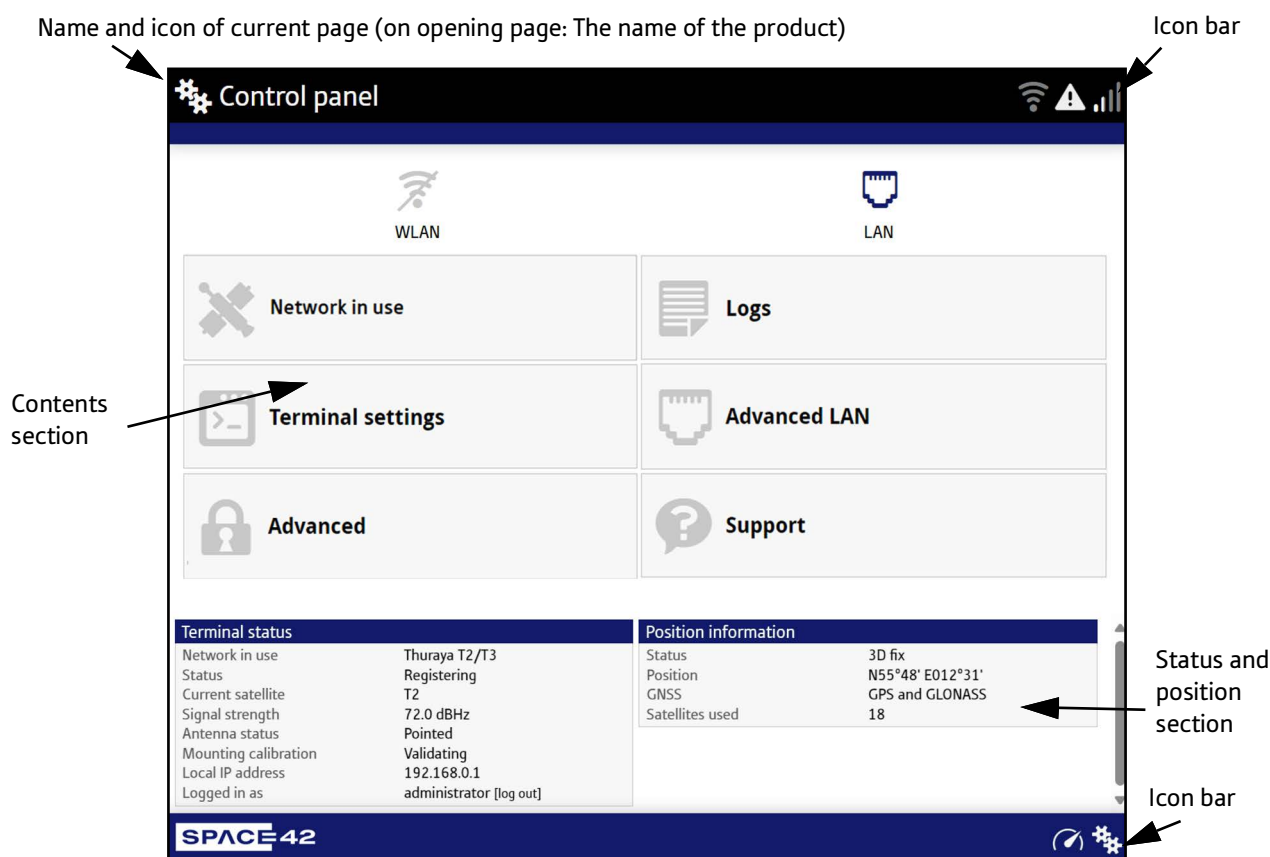 Name and icon of current page (on opening page: The name of the product)
Icon bar
Control panel
WLAN
LAN
Network in use
Logs
Contents
section
Terminal settings
Advanced LAN
Advanced
Support
Terminal status
Network in use Thuraya T2/T3
Status Registering
Current satellite T2
Signal strength 72.0 dBHz
Antenna status Pointed
Mounting calibration Validating
Local IP address 192.168.0.1
Logged in as administrator [log out]
Position information
Status 3D fix
Position N55°48' E012°31'
GNSS GPS and GLONASS
Satellites used 18
Status and
position
section
Icon bar
SPACE42